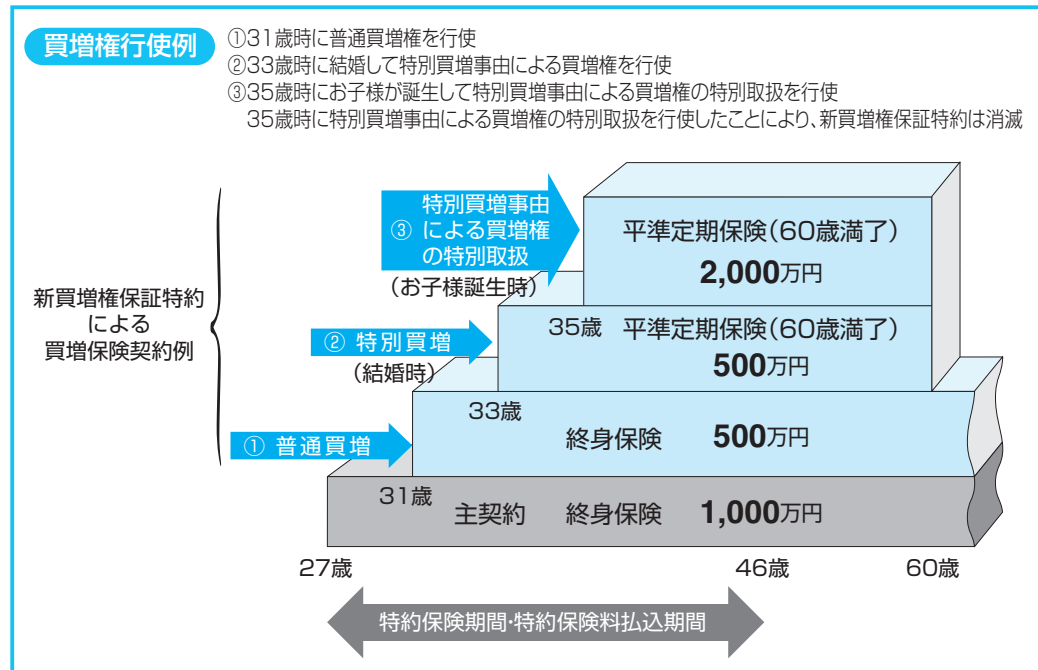 買増権行使例
①31歳時に普通買増権を行使
②33歳時に結婚して特別買増事由による買増権を行使
③35歳時にお子様が誕生して特別買増事由による買増権の特別取扱を行使
35歳時に特別買増事由による買増権の特別取扱を行使したことにより、新買増権保証特約は消滅
特別買増事由
③ による買増権
の特別取扱
(お子様誕生時)
平準定期保険(60歳満了)
2,000万円
新買増権保証特約
による
買増保険契約例
② 特別買増
(結婚時)
35歳 平準定期保険(60歳満了)
500万円
① 普通買増
33歳
終身保険 500万円
31歳
主契約 終身保険 1,000万円
27歳 46歳 60歳
特約保険期間・特約保険料払込期間